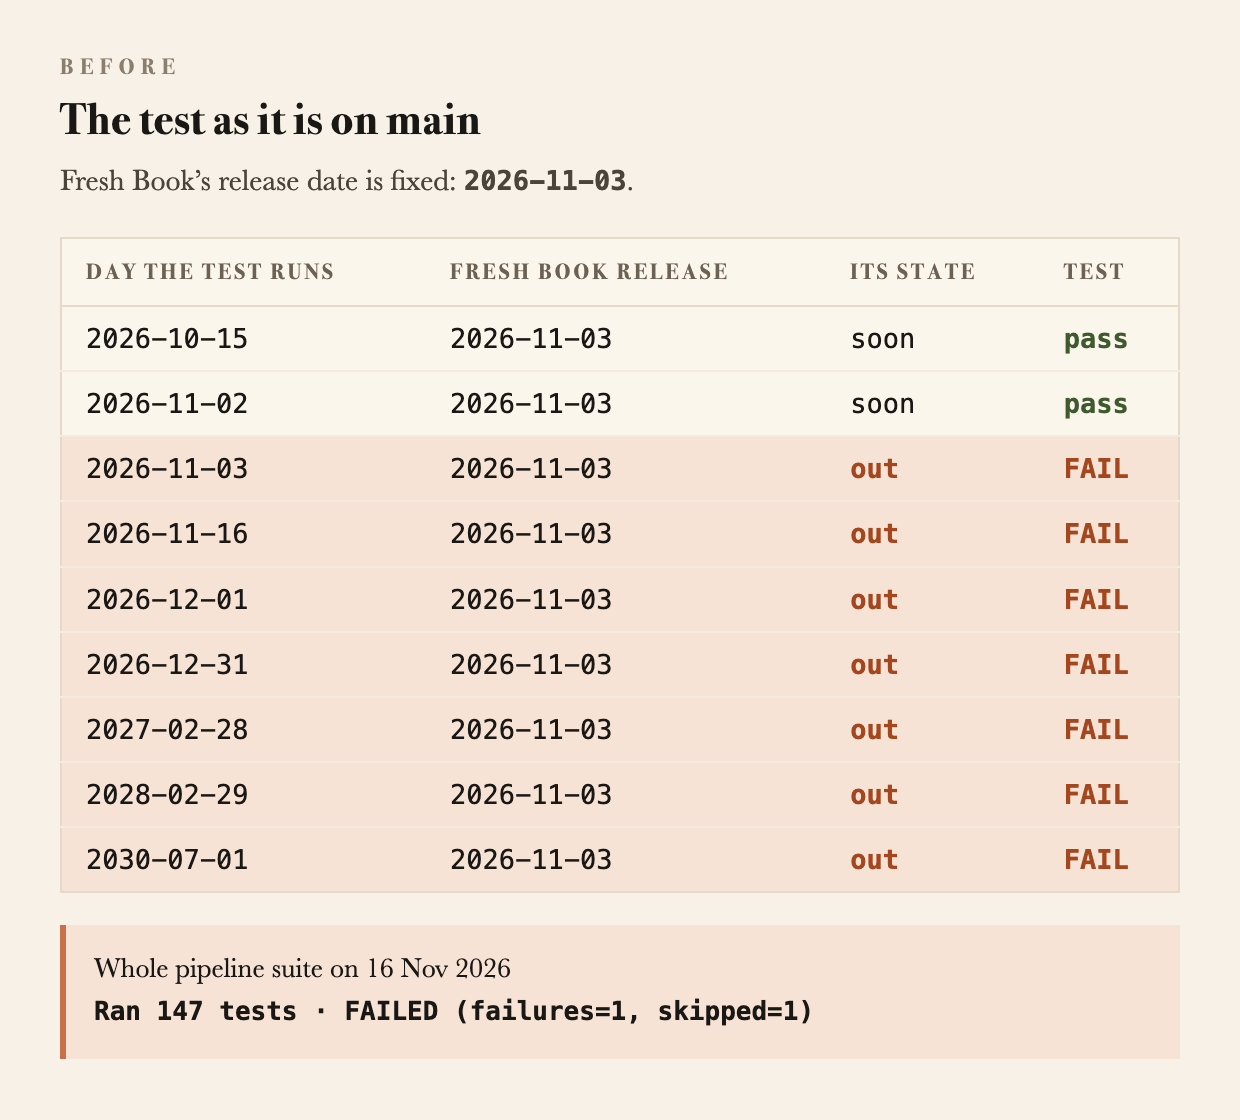 BEFORE
The test as it is on main
Fresh Book’s release date is fixed: 2026–11–03.
DAY THE TEST RUNS FRESH BOOK RELEASE ITS STATE TEST
2026–10–15 2026–11–03 soon pass
2026–11–02 2026–11–03 soon pass
2026–11–03 2026–11–03 out FAIL
2026–11–16 2026–11–03 out FAIL
2026–12–01 2026–11–03 out FAIL
2026–12–31 2026–11–03 out FAIL
2027–02–28 2026–11–03 out FAIL
2028–02–29 2026–11–03 out FAIL
2030–07–01 2026–11–03 out FAIL
Whole pipeline suite on 16 Nov 2026
Ran 147 tests · FAILED (failures=1, skipped=1)